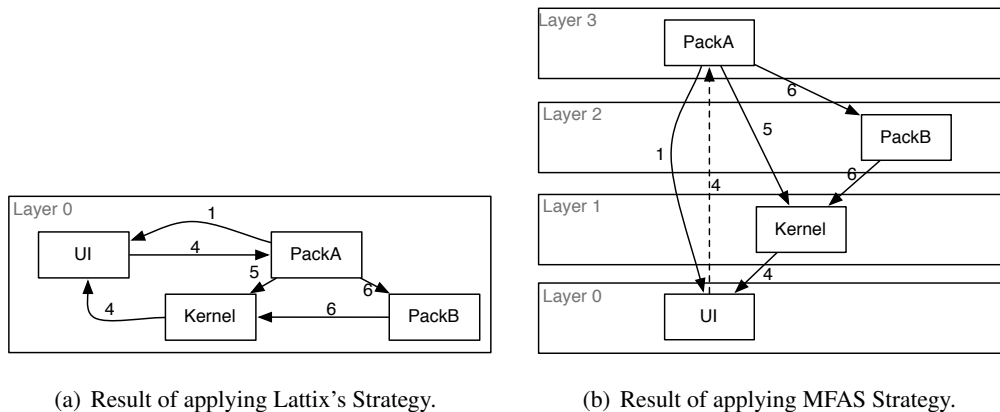 Layer 0
1
UI
4
PackA
5
6
4
Kernel
6
PackB
(a) Result of applying Lattix's Strategy.
Layer 3
PackA
6
Layer 2
5
PackB
1
6
4
Layer 1
Kernel
4
Layer 0
UI
(b) Result of applying MFAS Strategy.